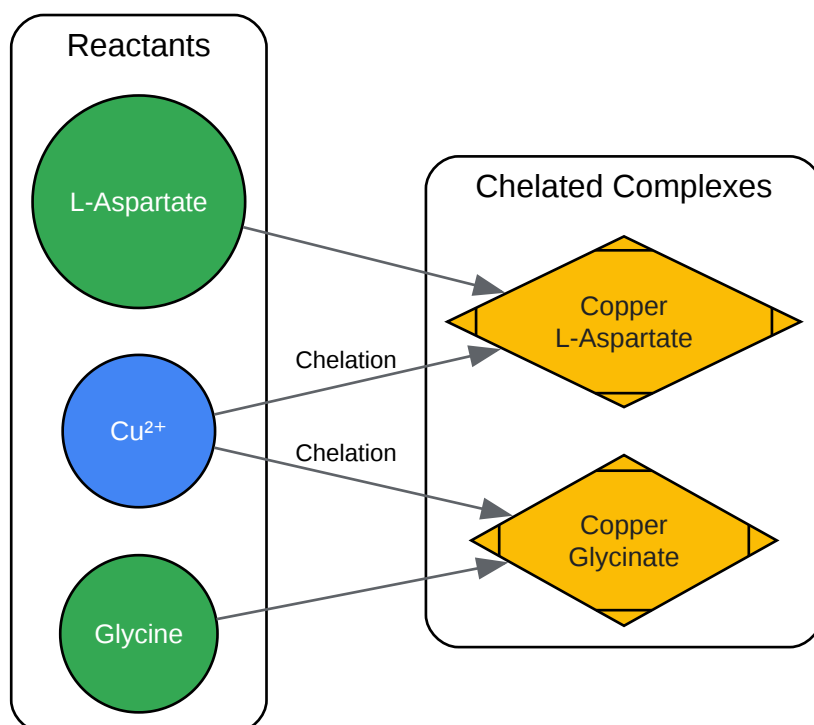 Reactants
L-Aspartate
Cu²⁺
Glycine
Chelation
Chelation
Chelated Complexes
Copper
L-Aspartate
Copper
Glycinate